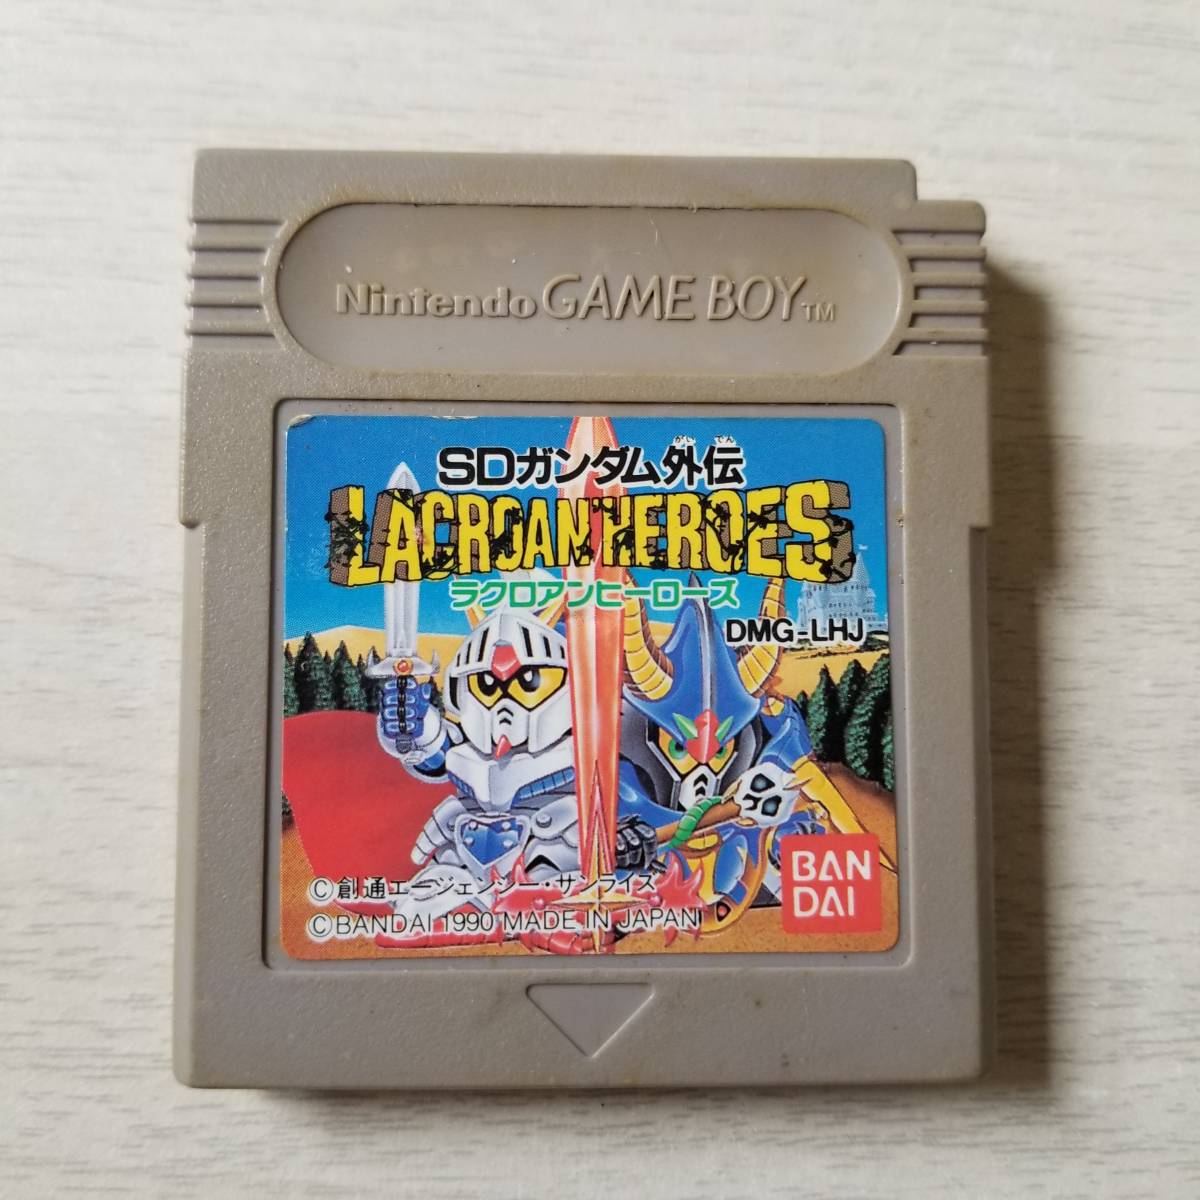 Nintendo GAME BOY™
がいでん
SDガンダム外伝
LACROAN HEROES
ラクロアンヒーローズ
DMG-LHJ
©創通エージェンシー・サンライズ
©BANDAI 1990 MADE IN JAPAN
BAN
DAI